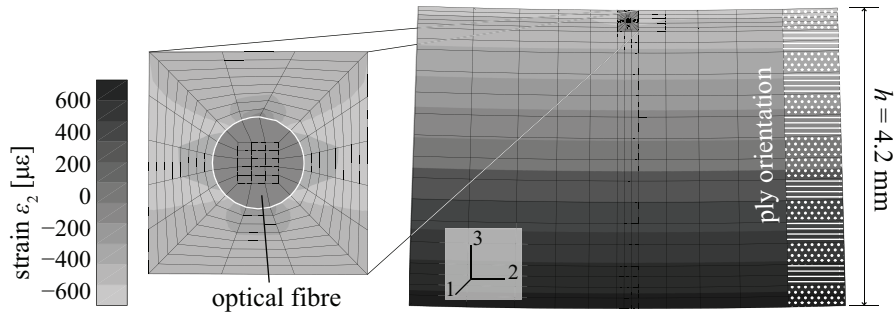 strain ε2 [με]
600
400
200
0
−200
−400
−600
optical fibre
3
2
1
ply orientation
h = 4.2 mm